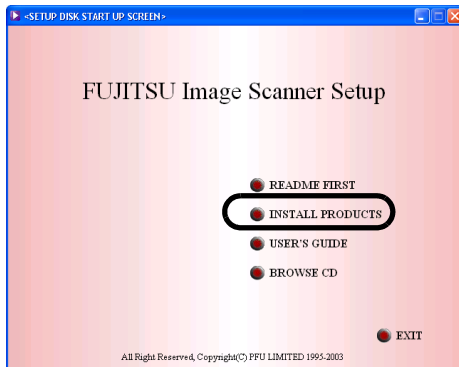 <SETUP DISK START UP SCREEN>
FUJITSU Image Scanner Setup
README FIRST
INSTALL PRODUCTS
USER'S GUIDE
BROWSE CD
EXIT
All Right Reserved, Copyright(C) PFU LIMITED 1995-2003